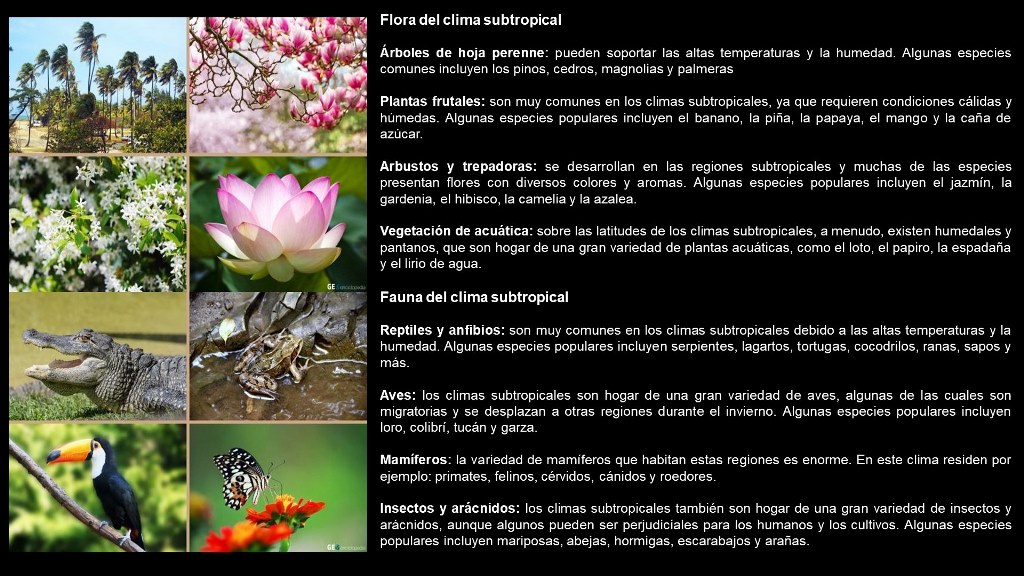 Flora del clima subtropical
Árboles de hoja perenne: pueden soportar las altas temperaturas y la humedad. Algunas especies
comunes incluyen los pinos, cedros, magnolias y palmeras
Plantas frutales: son muy comunes en los climas subtropicales, ya que requieren condiciones cálidas y
húmedas. Algunas especies populares incluyen el banano, la piña, la papaya, el mango y la caña de
azúcar.
Arbustos y trepadoras: se desarrollan en las regiones subtropicales y muchas de las especies
presentan flores con diversos colores y aromas. Algunas especies populares incluyen el jazmín, la
gardenia, el hibisco, la camelia y la azalea.
Vegetación de acuática: sobre las latitudes de los climas subtropicales, a menudo, existen humedales y
pantanos, que son hogar de una gran variedad de plantas acuáticas, como el loto, el papiro, la espadaña
y el lirio de agua.
Fauna del clima subtropical
Reptiles y anfibios: son muy comunes en los climas subtropicales debido a las altas temperaturas y la
humedad. Algunas especies populares incluyen serpientes, lagartos, tortugas, cocodrilos, ranas, sapos y
más.
Aves: los climas subtropicales son hogar de una gran variedad de aves, algunas de las cuales son
migratorias y se desplazan a otras regiones durante el invierno. Algunas especies populares incluyen
loro, colibrí, tucán y garza.
Mamíferos: la variedad de mamíferos que habitan estas regiones es enorme. En este clima residen por
ejemplo: primates, felinos, cérvidos, cánidos y roedores.
Insectos y arácnidos: los climas subtropicales también son hogar de una gran variedad de insectos y
arácnidos, aunque algunos pueden ser perjudiciales para los humanos y los cultivos. Algunas especies
populares incluyen mariposas, abejas, hormigas, escarabajos y arañas.